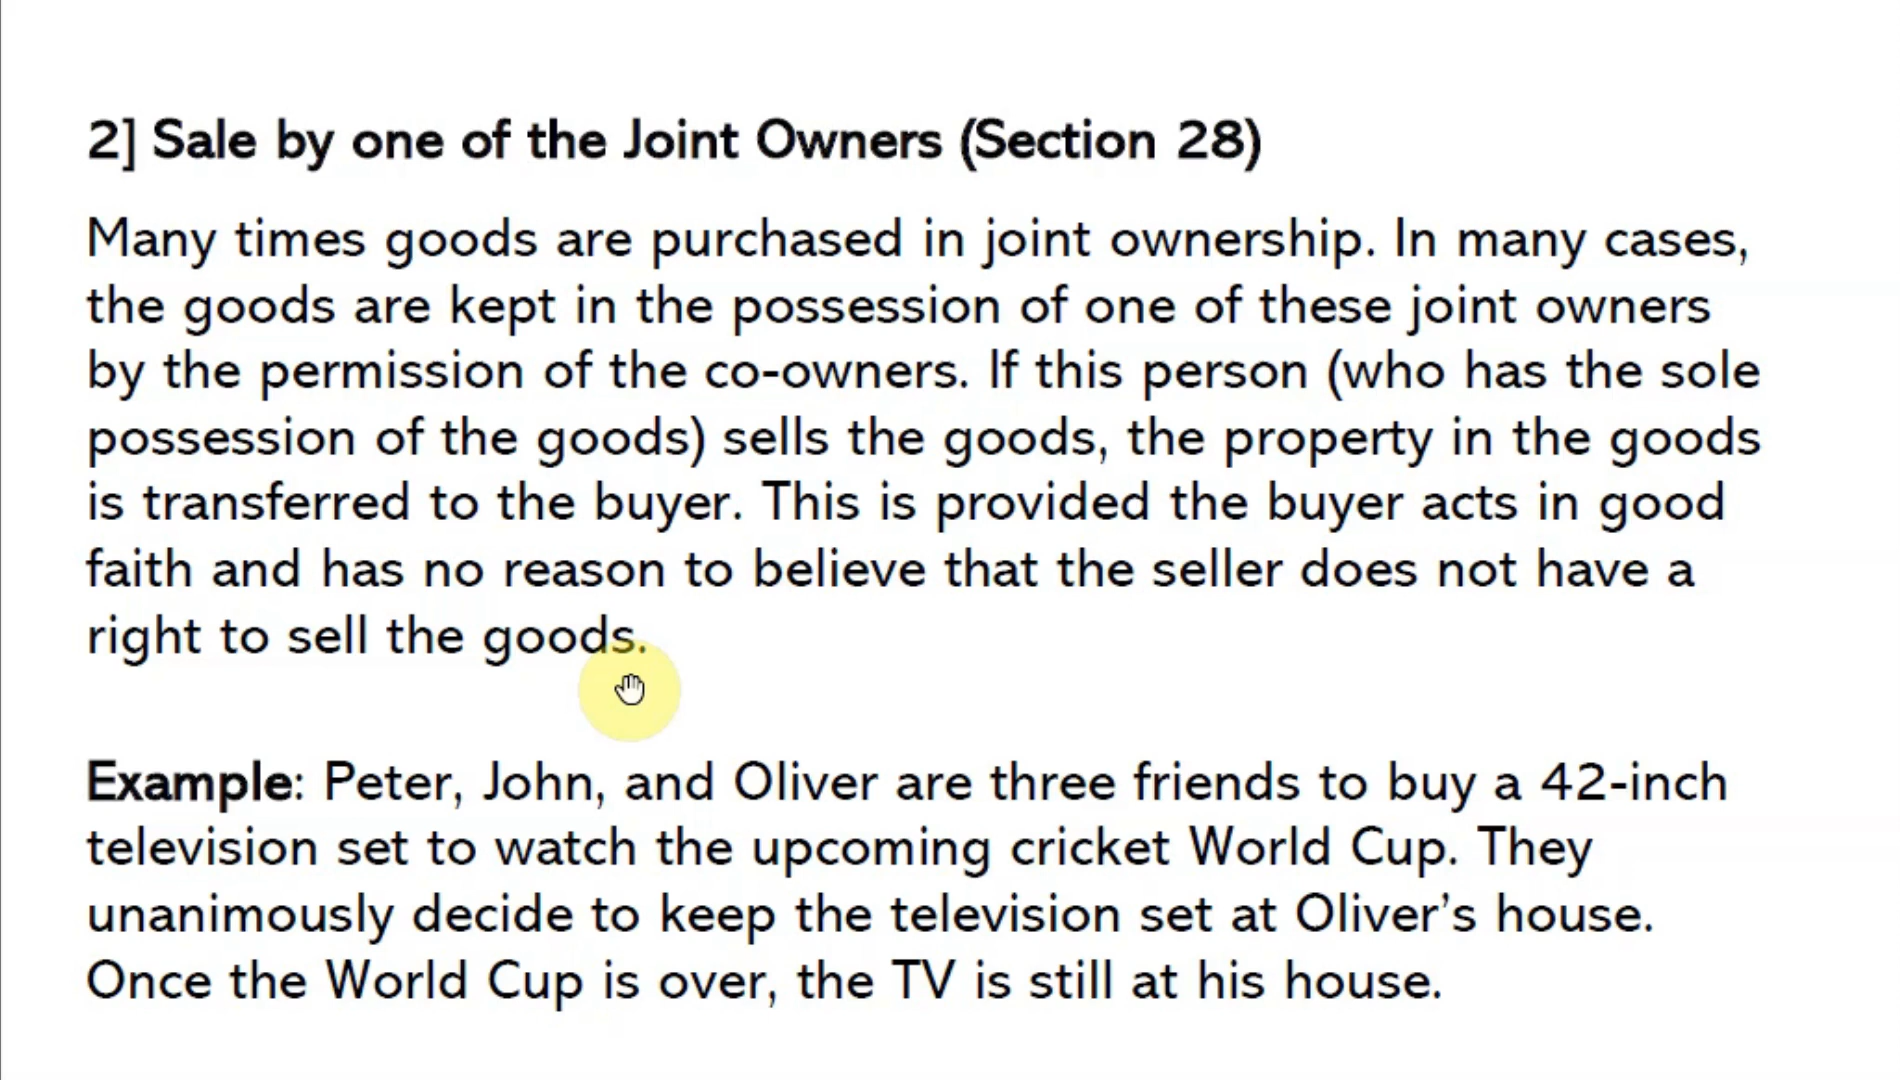 2] Sale by one of the Joint Owners (Section 28)
Many times goods are purchased in joint ownership. In many cases,
the goods are kept in the possession of one of these joint owners
by the permission of the co-owners. If this person (who has the sole
possession of the goods) sells the goods, the property in the goods
is transferred to the buyer. This is provided the buyer acts in good
faith and has no reason to believe that the seller does not have a
right to sell the goods.
Example: Peter, John, and Oliver are three friends to buy a 42-inch
television set to watch the upcoming cricket World Cup. They
unanimously decide to keep the television set at Oliver’s house.
Once the World Cup is over, the TV is still at his house.